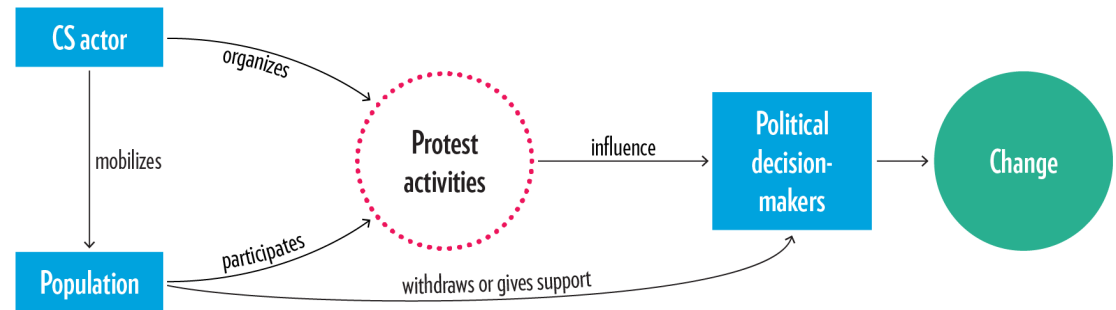 CS actor
organizes
mobilizes
Protest
activities
influence
Political
decision-
makers
Change
Population
participates
withdraws or gives support